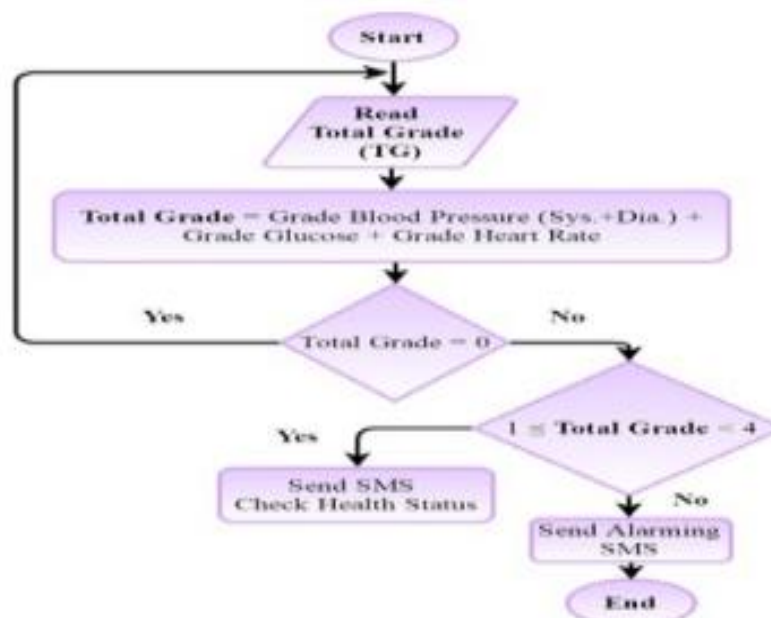 Start
Read
Total Grade
(TG)
Total Grade = Grade Blood Pressure (Sys.+Dia.) +
Grade Glucose + Grade Heart Rate
Yes
No
Total Grade = 0
1 ≤ Total Grade < 4
Yes
Send SMS
Check Health Status
No
Send Alarming
SMS
End